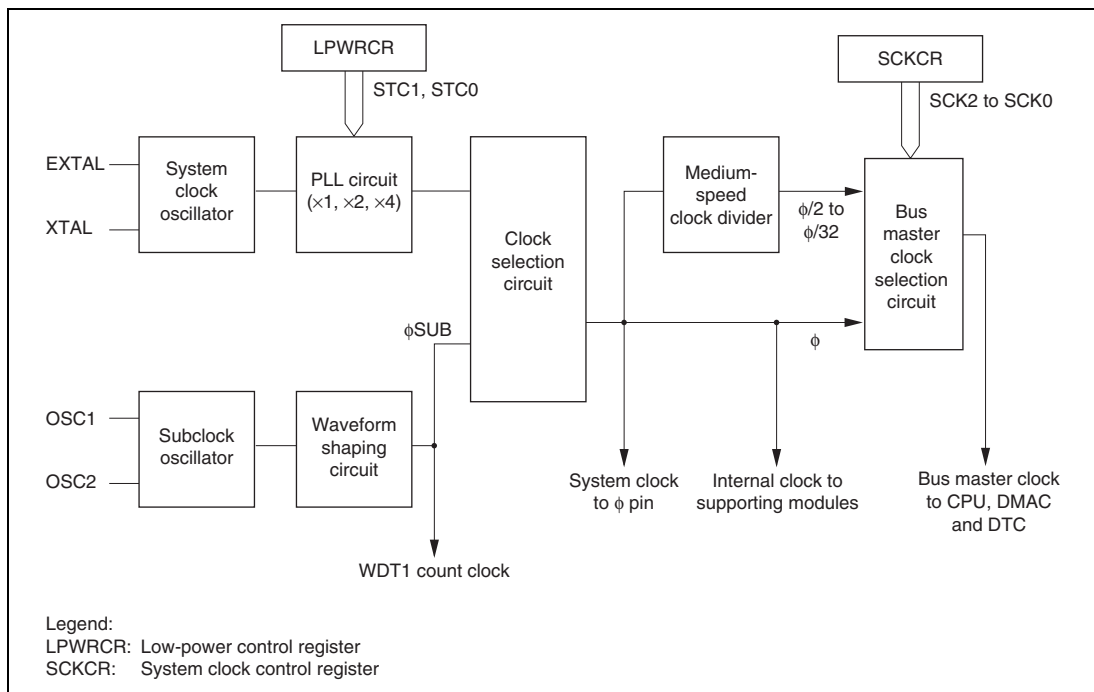 LPWRCR
STC1, STC0
SCKCR
SCK2 to SCK0
EXTAL
XTAL
System
clock
oscillator
PLL circuit
(×1, ×2, ×4)
Clock
selection
circuit
Medium-
speed
clock divider
ϕ/2 to
ϕ/32
Bus
master
clock
selection
circuit
ϕSUB
ϕ
OSC1
OSC2
Subclock
oscillator
Waveform
shaping
circuit
System clock
to ϕ pin
Internal clock to
supporting modules
Bus master clock
to CPU, DMAC
and DTC
WDT1 count clock
Legend:
LPWRCR: Low-power control register
SCKCR: System clock control register